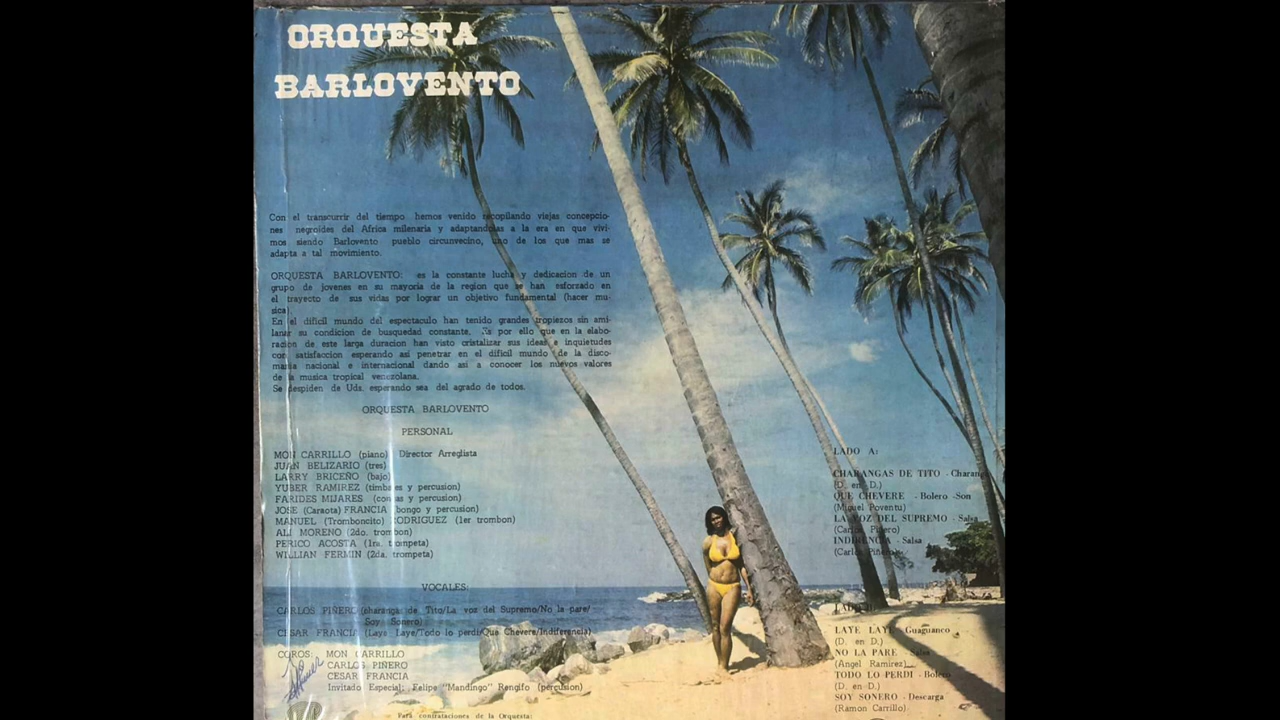 ORQUESTA
BARLOVENTO
Con el transcurrir del tiempo hemos venido recopilando viejas concepcio-
nes negroides del Africa milenaria y adaptandolas a la era en que vivi-
mos siendo Barlovento pueblo circunvecino, uno de los que mas se
adapta a tal movimiento.
ORQUESTA BARLOVENTO: es la constante lucha y dedicacion de un
grupo de jovenes en su mayoria de la region que se han esforzado en
el trayecto de sus vidas por lograr un objetivo fundamental (hacer mu-
sica).
En el dificil mundo del espectaculo han tenido grandes tropiezos sin ami-
lanar su condicion de busquedad constante. Es por ello que en la elabo-
racion de este larga duracion han visto cristalizar sus ideas e inquietudes
con satisfaccion esperando asi penetrar en el dificil mundo de la disco-
mania nacional e internacional dando asi a conocer los nuevos valores
de la musica tropical venezolana.
Se despiden de Uds. esperando sea del agrado de todos.
ORQUESTA BARLOVENTO
PERSONAL
MON CARRILLO (piano) Director Arreglista
JUAN BELIZARIO (tres)
LARRY BRICEÑO (bajo)
YUBER RAMIREZ (timbales y percusion)
FARIDES MIJARES (congas y percusion)
JOSE (Caraota) FRANCIA (bongo y percusion)
MANUEL (Tromboncito) RODRIGUEZ (1er trombon)
ALI MORENO (2do. trombon)
PERICO ACOSTA (1ra. trompeta)
WILLIAN FERMIN (2da. trompeta)
VOCALES:
CARLOS PIÑERO (sharanga de Tito/La voz del Supremo/No la pare/
Soy Sonero)
CESAR FRANCIA (Laye Laye/Todo lo perdi/Que Chevere/Indiferencia)
COROS: MON CARRILLO
CARLOS PIÑERO
CESAR FRANCIA
Invitado Especial: Felipe "Mandingo" Rengifo (percusion)
Para contrataciones de la Orquesta:
LADO A:
CHARANGAS DE TITO - Charanga
(D. en D.)
QUE CHEVERE - Bolero -Son
(Miguel Poventu)
LA VOZ DEL SUPREMO - Salsa
(Carlos Piñero)
INDIRENCIA - Salsa
(Carlos Piñero)
LADO B:
LAYE LAYE - Guaguanco
(D. en D.)
NO LA PARE - Salsa
(Angel Ramirez)
TODO LO PERDI - Bolero
(D. en D.)
SOY SONERO - Descarga
(Ramon Carrillo)